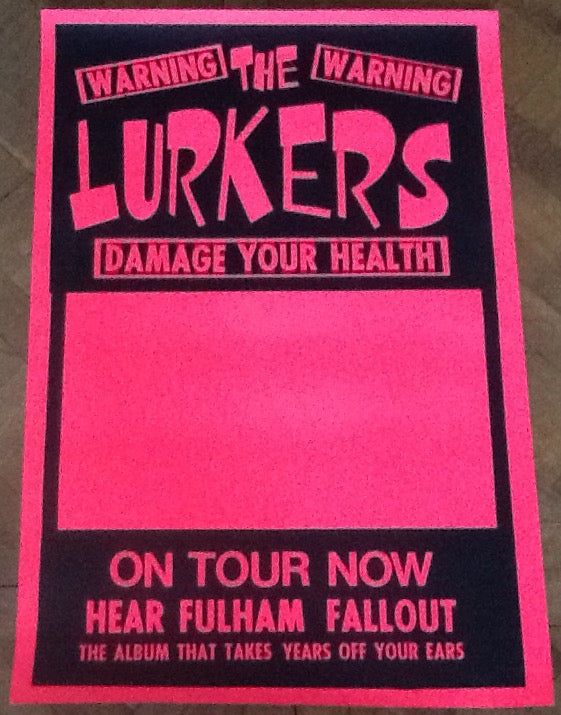 WARNING THE WARNING
LURKERS
DAMAGE YOUR HEALTH
ON TOUR NOW
HEAR FULHAM FALLOUT
THE ALBUM THAT TAKES YEARS OFF YOUR EARS